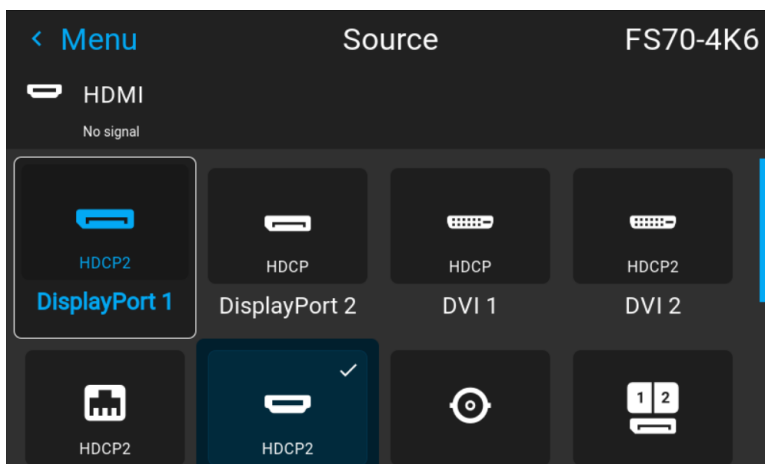 Menu Source FS70-4K6
HDMI
No signal
HDCP2 HDCP HDCP HDCP2
DisplayPort 1 DisplayPort 2 DVI 1 DVI 2
1 2
HDCP2 HDCP2